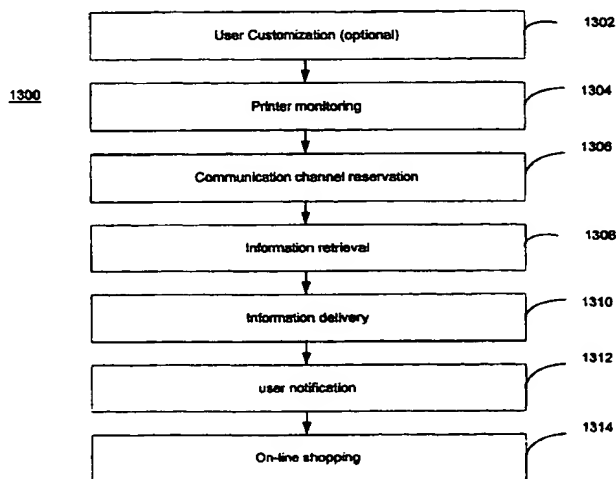 User Customization (optional)
1302
1300
Printer monitoring
1304
Communication channel reservation
1306
Information retrieval
1308
Information delivery
1310
user notification
1312
On-line shopping
1314